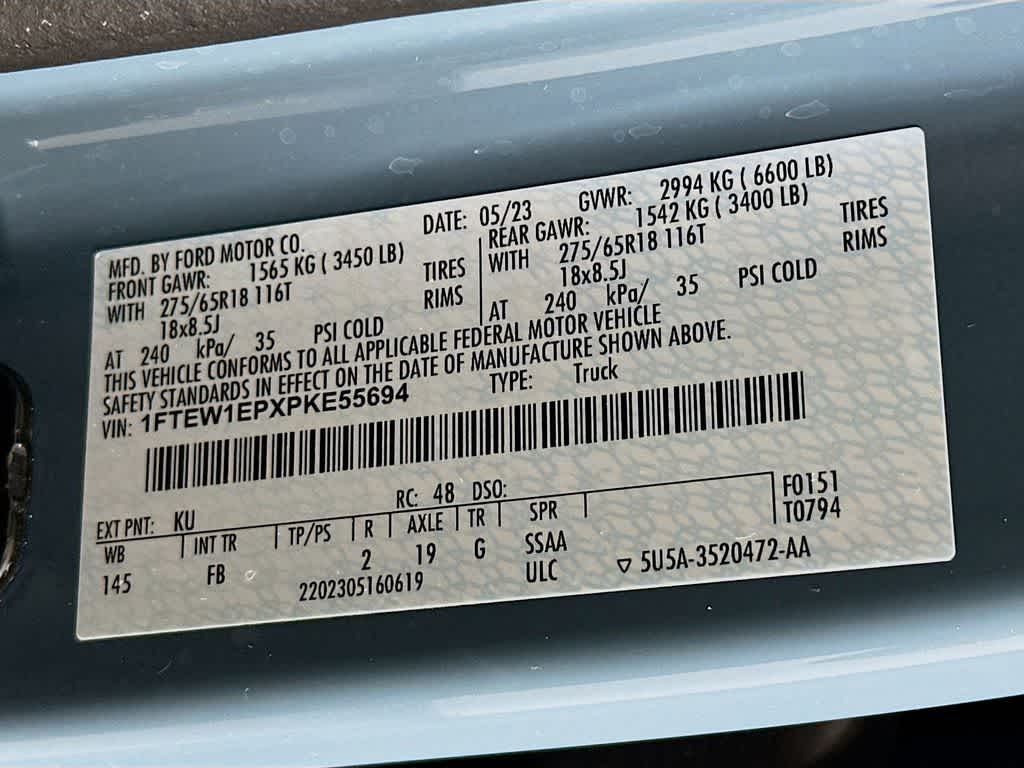 MFD. BY FORD MOTOR CO. DATE: 05/23 GVWR: 2994 KG ( 6600 LB)
FRONT GAWR: 1565 KG ( 3450 LB) REAR GAWR: 1542 KG ( 3400 LB)
WITH 275/65R18 116T TIRES WITH 275/65R18 116T TIRES
18x8.5J RIMS 18x8.5J RIMS
AT 240 kPa/ 35 PSI COLD AT 240 kPa/ 35 PSI COLD
THIS VEHICLE CONFORMS TO ALL APPLICABLE FEDERAL MOTOR VEHICLE
SAFETY STANDARDS IN EFFECT ON THE DATE OF MANUFACTURE SHOWN ABOVE.
VIN: 1FTEW1EPXPKE55694 TYPE: Truck
EXT PNT: KU RC: 48 DSO: F0151
WB INT TR TP/PS R AXLE TR SPR T0794
145 FB 2 19 G SSAA
2202305160619 ULC 5U5A-3520472-AA